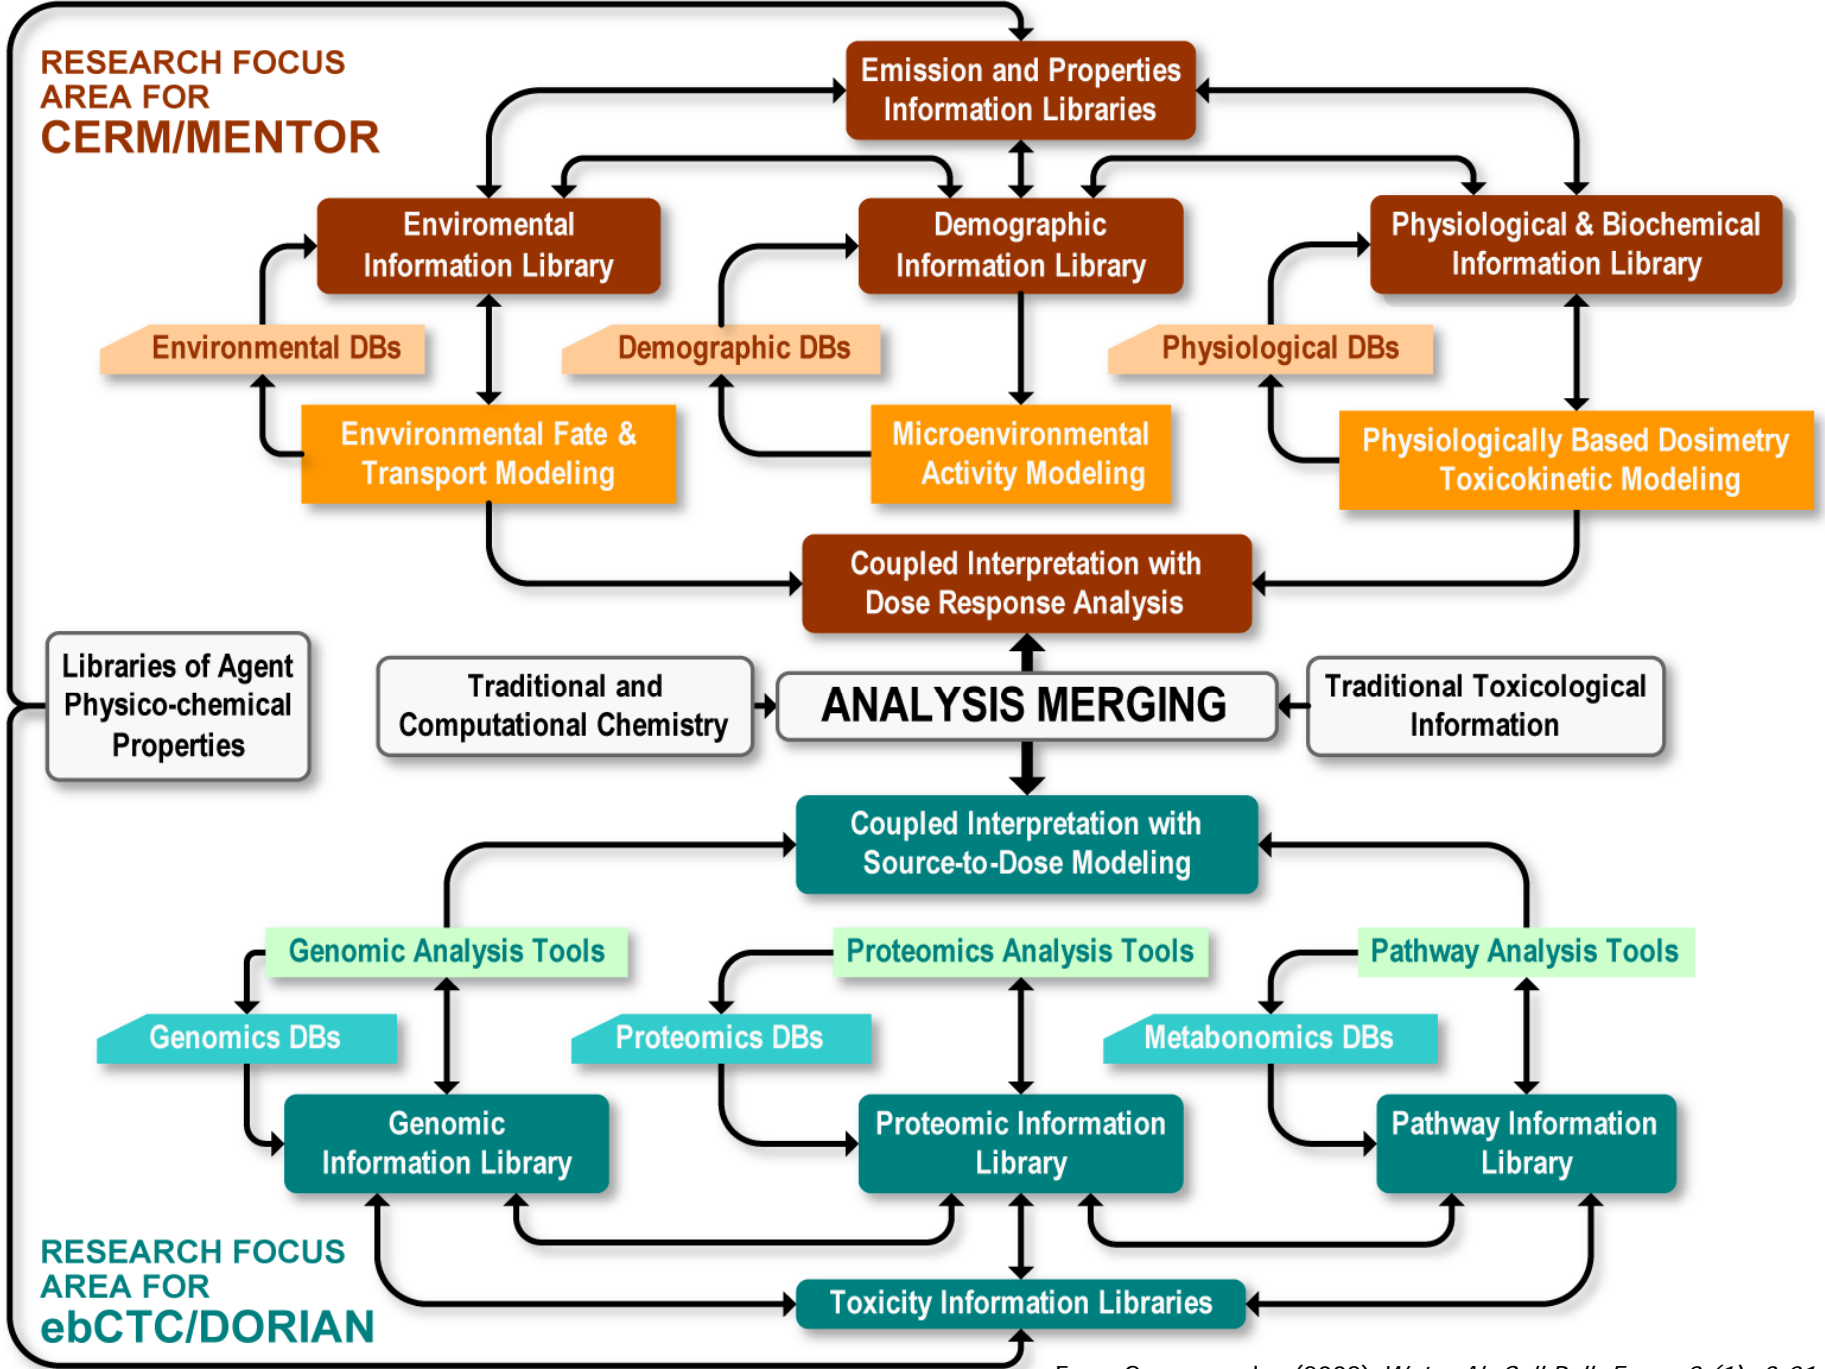 RESEARCH FOCUS
AREA FOR
CERM/MENTOR
Emission and Properties
Information Libraries
Enviromental
Information Library
Demographic
Information Library
Physiological & Biochemical
Information Library
Environmental DBs
Demographic DBs
Physiological DBs
Envvironmental Fate &
Transport Modeling
Microenvironmental
Activity Modeling
Physiologically Based Dosimetry
Toxicokinetic Modeling
Coupled Interpretation with
Dose Response Analysis
Libraries of Agent
Physico-chemical
Properties
Traditional and
Computational Chemistry
ANALYSIS MERGING
Traditional Toxicological
Information
Coupled Interpretation with
Source-to-Dose Modeling
Genomic Analysis Tools
Proteomics Analysis Tools
Pathway Analysis Tools
Genomics DBs
Proteomics DBs
Metabonomics DBs
Genomic
Information Library
Proteomic Information
Library
Pathway Information
Library
RESEARCH FOCUS
AREA FOR
ebCTC/DORIAN
Toxicity Information Libraries